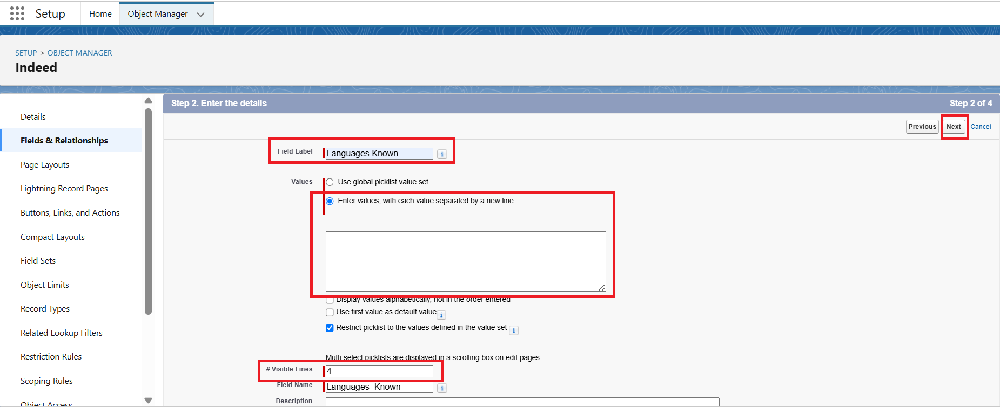 Setup Home Object Manager
SETUP > OBJECT MANAGER
Indeed
Details
Fields & Relationships
Page Layouts
Lightning Record Pages
Buttons, Links, and Actions
Compact Layouts
Field Sets
Object Limits
Record Types
Related Lookup Filters
Restriction Rules
Scoping Rules
Object Access
Step 2. Enter the details Step 2 of 4
Previous Next Cancel
Field Label Languages Known i
Values Use global picklist value set
Enter values, with each value separated by a new line
Display values alphabetically, not in the order entered
Use first value as default value i
Restrict picklist to the values defined in the value set i
Multi-select picklists are displayed in a scrolling box on edit pages.
# Visible Lines 4
Field Name Languages_Known i
Description